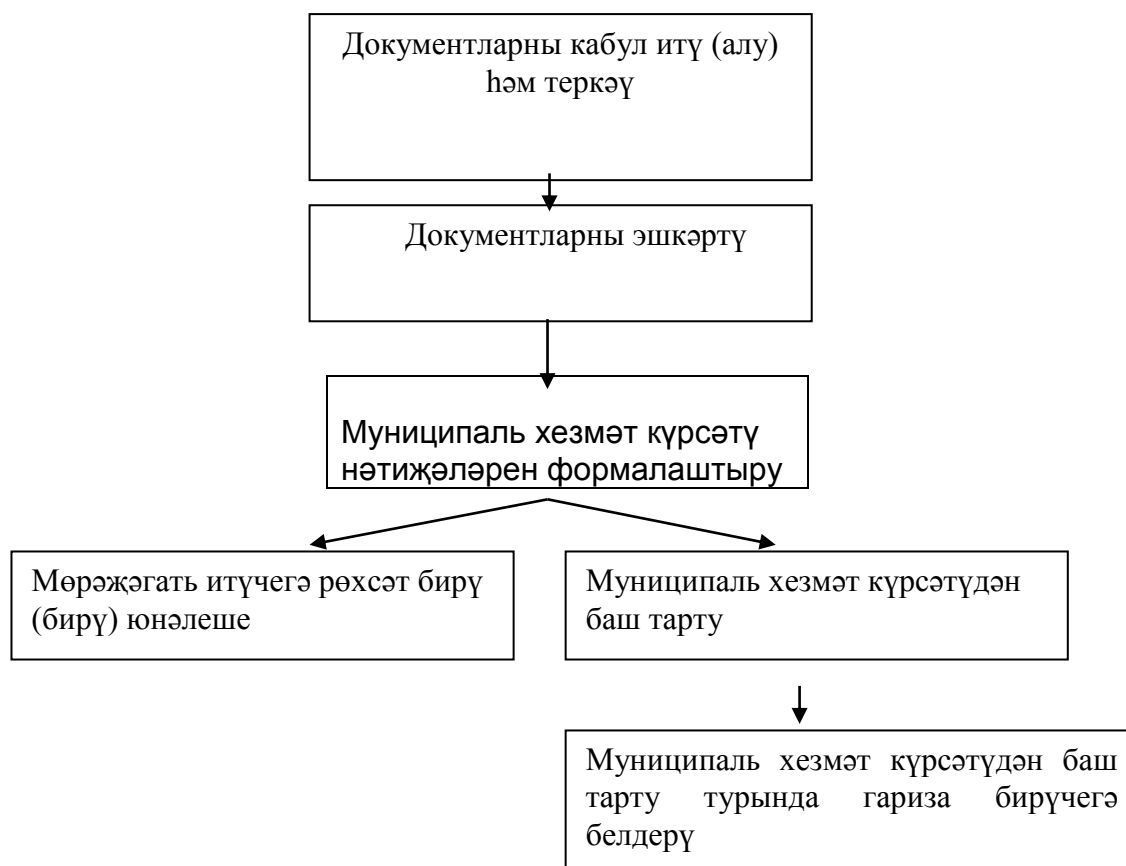 Документларны кабул итү (алу)
һәм теркәү
Документларны эшкәртү
Муниципаль хезмәт күрсәтү
нәтиҗәләрен формалаштыру
Мөрәҗәгать итүчегә рөхсәт бирү
(бирү) юнәлеше
Муниципаль хезмәт күрсәтүдән
баш тарту
Муниципаль хезмәт күрсәтүдән баш
тарту турында гариза бирүчегә
белдерү